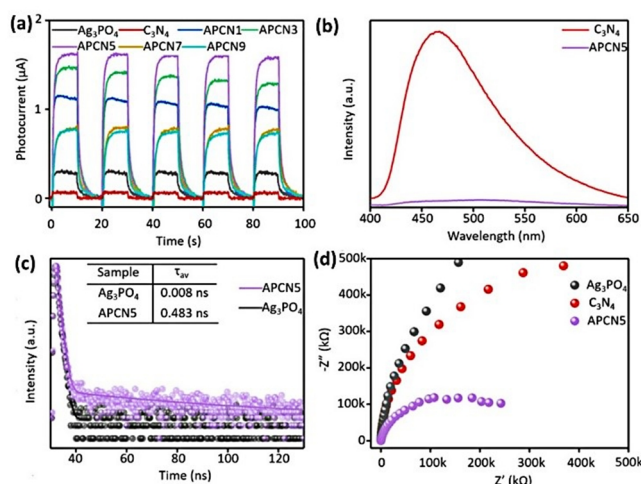 (a)
Ag₃PO₄ C₃N₄ APCN1 APCN3
APCN5 APCN7 APCN9
Photocurrent (μA)
1
0
0 20 40 60 80 100
Time (s)
(b)
C₃N₄
APCN5
Intensity (a.u.)
400 450 500 550 600 650
Wavelength (nm)
(c)
Sample τav
Ag₃PO₄ 0.008 ns
APCN5 0.483 ns
APCN5
Ag₃PO₄
Intensity (a.u.)
40 60 80 100 120
Time (ns)
(d)
Ag₃PO₄
C₃N₄
APCN5
-Z″ (kΩ)
500k
400k
300k
200k
100k
0
0 100k 200k 300k 400k 500k
Z′ (kΩ)